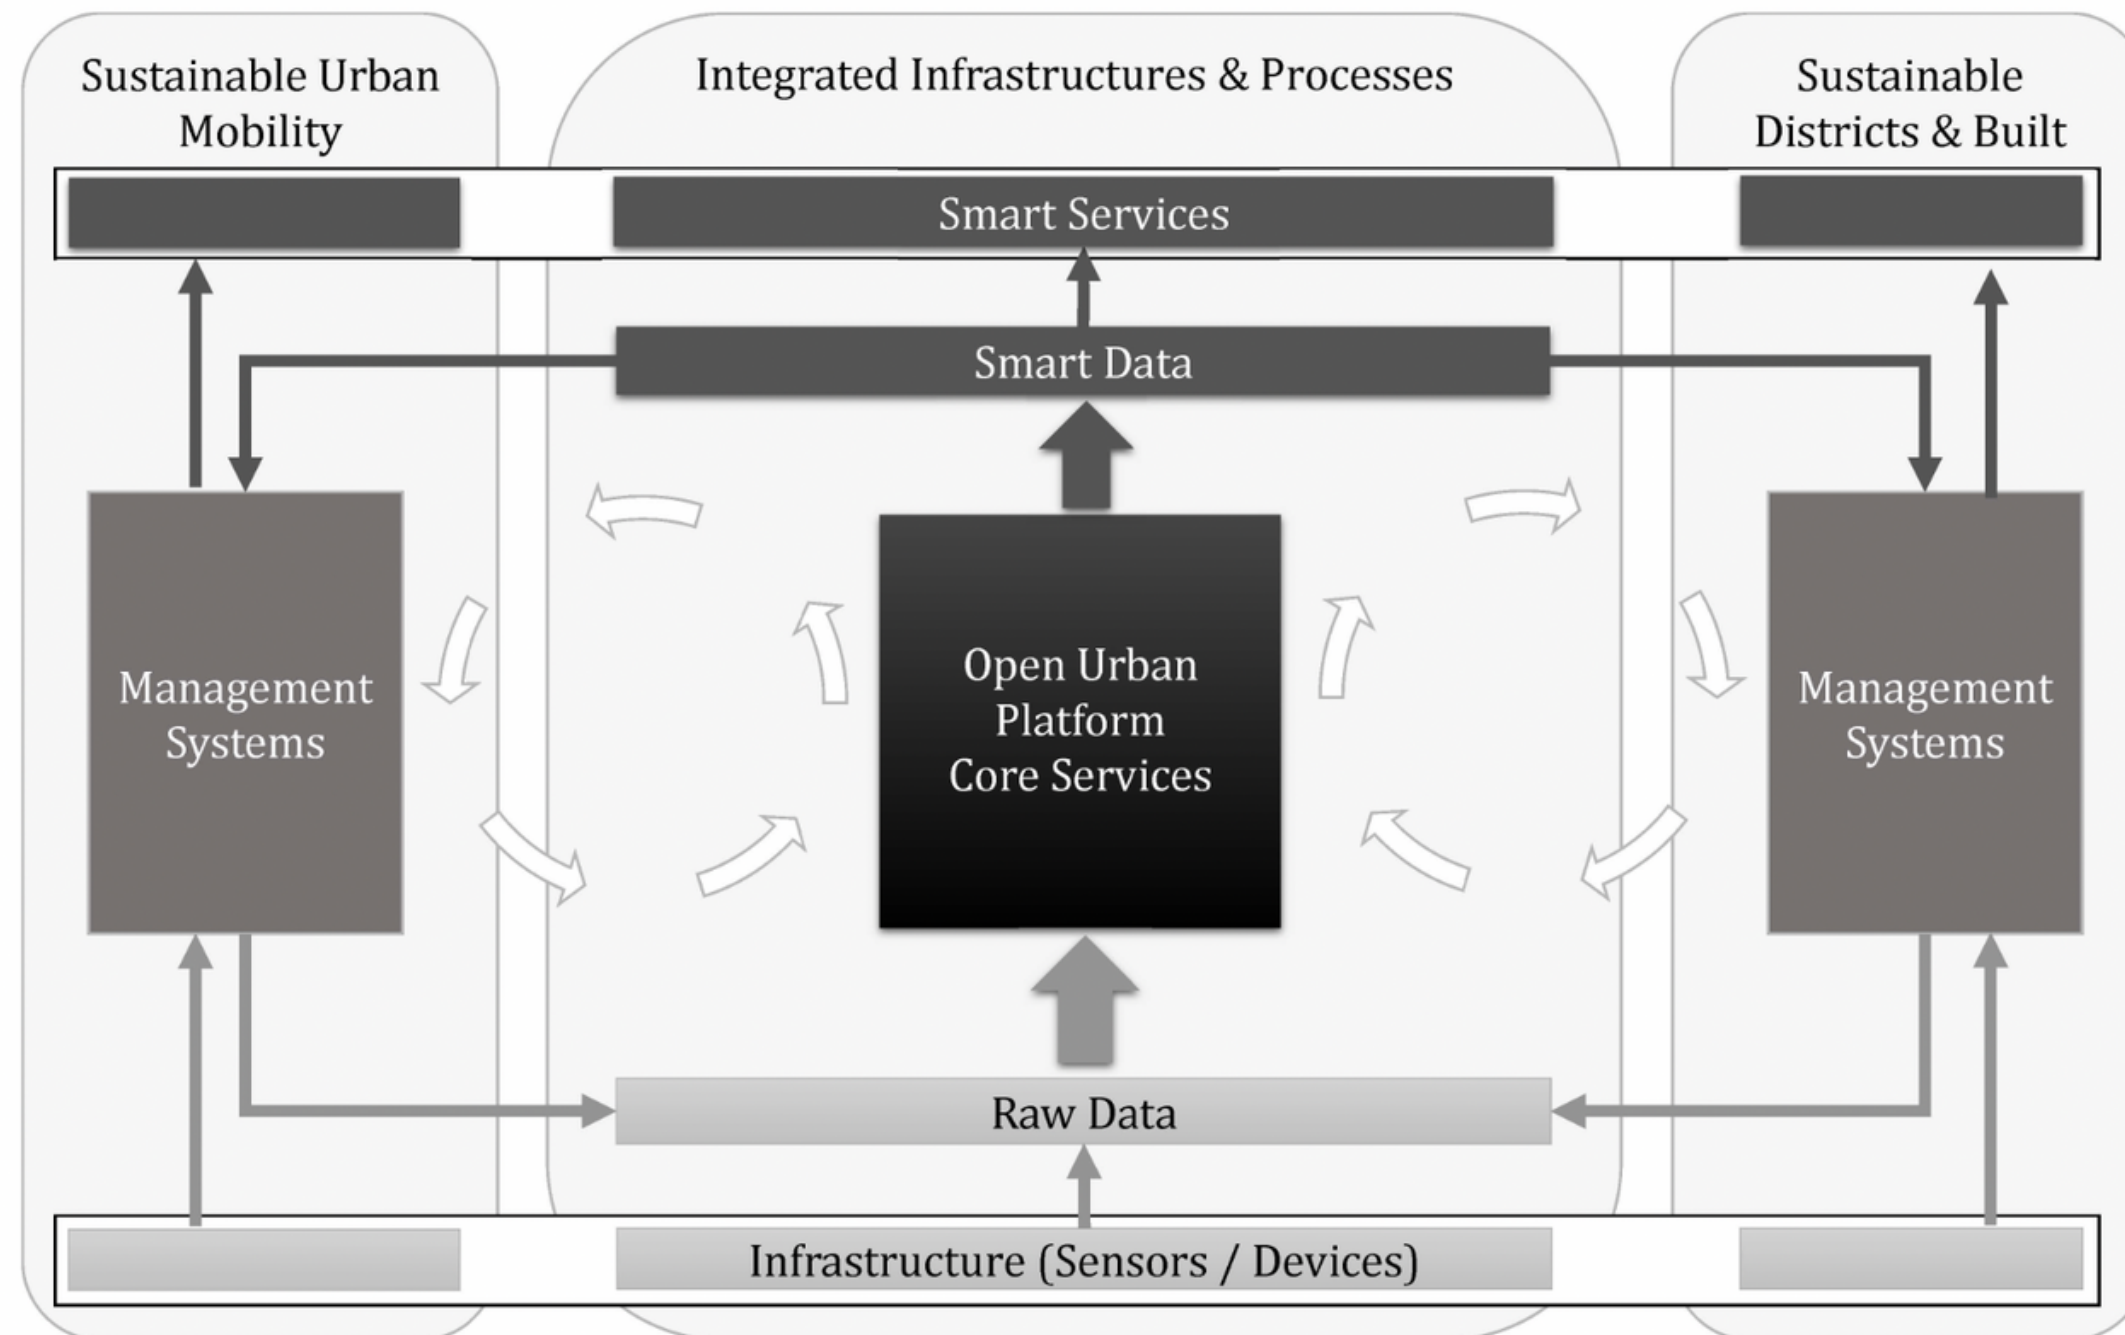 Sustainable Urban
Mobility
Integrated Infrastructures & Processes
Sustainable
Districts & Built
Smart Services
Smart Data
Management
Systems
Open Urban
Platform
Core Services
Management
Systems
Raw Data
Infrastructure (Sensors / Devices)